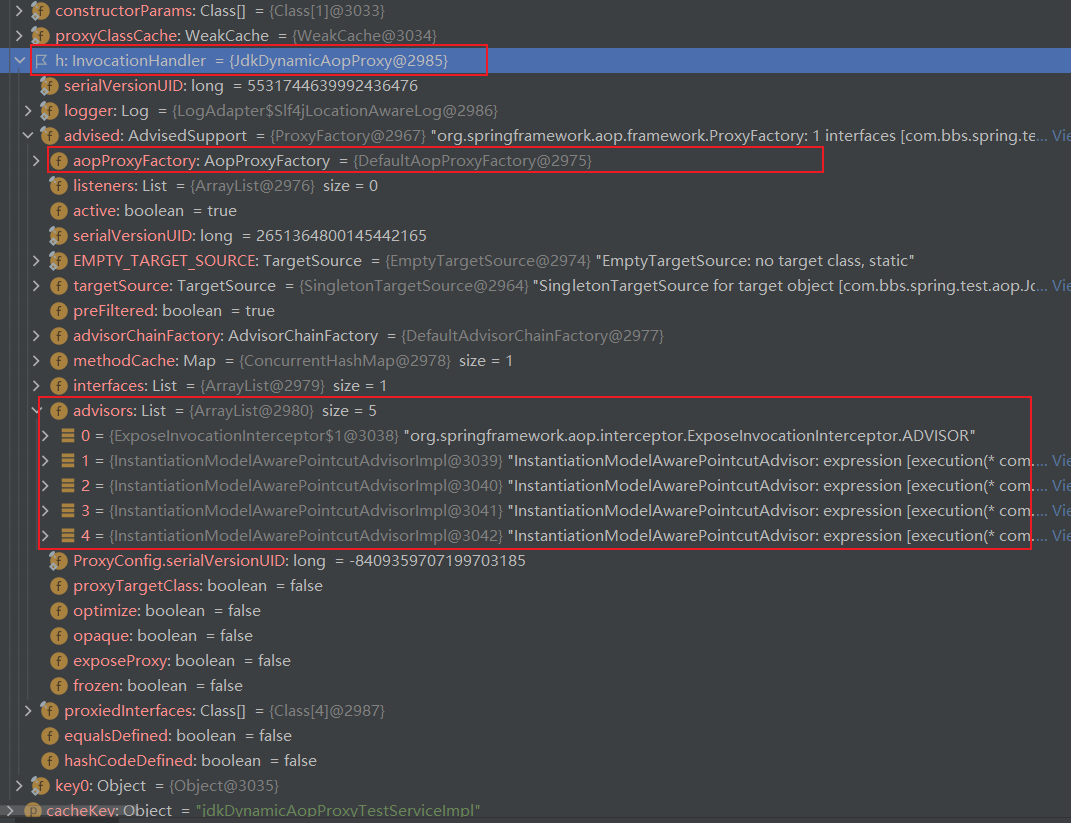 constructorParams: Class[] = {Class[1]@3033}
proxyClassCache: WeakCache = {WeakCache@3034}
h: InvocationHandler = {JdkDynamicAopProxy@2985}
serialVersionUID: long = 5531744639992436476
logger: Log = {LogAdapter$Slf4jLocationAwareLog@2986}
advised: AdvisedSupport = {ProxyFactory@2967} "org.springframework.aop.framework.ProxyFactory: 1 interfaces [com.bbs.spring.te... Vie
aopProxyFactory: AopProxyFactory = {DefaultAopProxyFactory@2975}
listeners: List = {ArrayList@2976} size = 0
active: boolean = true
serialVersionUID: long = 2651364800145442165
EMPTY_TARGET_SOURCE: TargetSource = {EmptyTargetSource@2974} "EmptyTargetSource: no target class, static"
targetSource: TargetSource = {SingletonTargetSource@2964} "SingletonTargetSource for target object [com.bbs.spring.test.aop.Jc... Vie
preFiltered: boolean = true
advisorChainFactory: AdvisorChainFactory = {DefaultAdvisorChainFactory@2977}
methodCache: Map = {ConcurrentHashMap@2978} size = 1
interfaces: List = {ArrayList@2979} size = 1
advisors: List = {ArrayList@2980} size = 5
0 = {ExposeInvocationInterceptor$1@3038} "org.springframework.aop.interceptor.ExposeInvocationInterceptor.ADVISOR"
1 = {InstantiationModelAwarePointcutAdvisorImpl@3039} "InstantiationModelAwarePointcutAdvisor: expression [execution(* com.... Vie
2 = {InstantiationModelAwarePointcutAdvisorImpl@3040} "InstantiationModelAwarePointcutAdvisor: expression [execution(* com.... Vie
3 = {InstantiationModelAwarePointcutAdvisorImpl@3041} "InstantiationModelAwarePointcutAdvisor: expression [execution(* com.... Vie
4 = {InstantiationModelAwarePointcutAdvisorImpl@3042} "InstantiationModelAwarePointcutAdvisor: expression [execution(* com.... Vie
ProxyConfig.serialVersionUID: long = -8409359707199703185
proxyTargetClass: boolean = false
optimize: boolean = false
opaque: boolean = false
exposeProxy: boolean = false
frozen: boolean = false
proxiedInterfaces: Class[] = {Class[4]@2987}
equalsDefined: boolean = false
hashCodeDefined: boolean = false
key0: Object = {Object@3035}
cacheKey: Object = "jdkDynamicAopProxyTestServiceImpl"